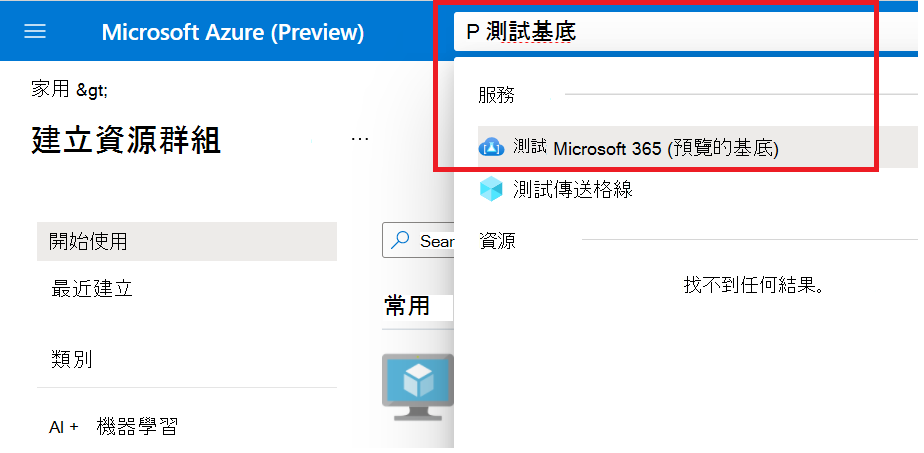 Microsoft Azure (Preview)
P 測試基底
家用 &gt;
建立資源群組
...
服務
測試 Microsoft 365 (預覽的基底)
測試傳送格線
開始使用
Sear
資源
最近建立
找不到任何結果。
常用
類別
AI + 機器學習